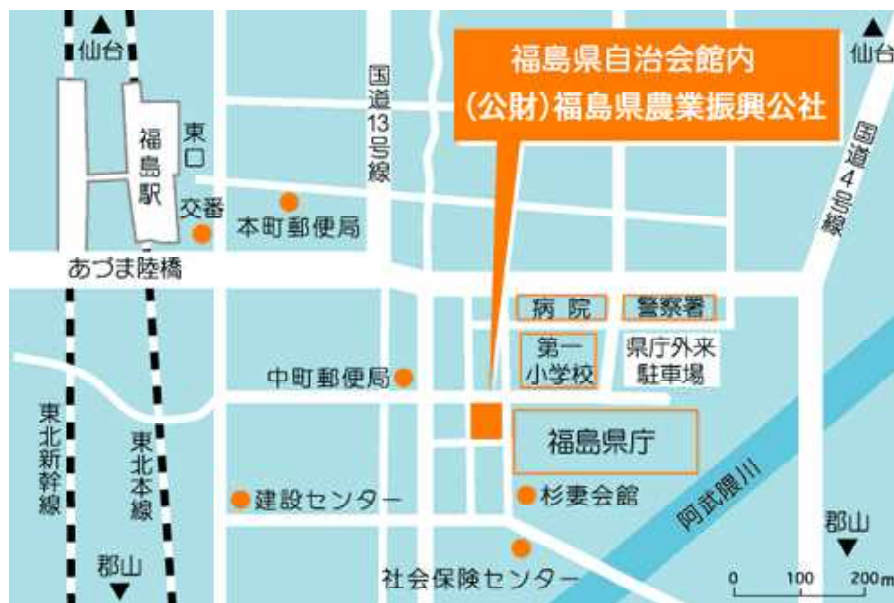 仙台
福島県自治会館内
(公財)福島県農業振興公社
仙台
国道13号線
国道4号線
東口
福島駅
交番
本町郵便局
あづま陸橋
病院
警察署
第一
小学校
県庁外来
駐車場
中町郵便局
福島県庁
東北新幹線
東北本線
建設センター
杉妻会館
阿武隈川
郡山
社会保険センター
郡山
0 100 200m